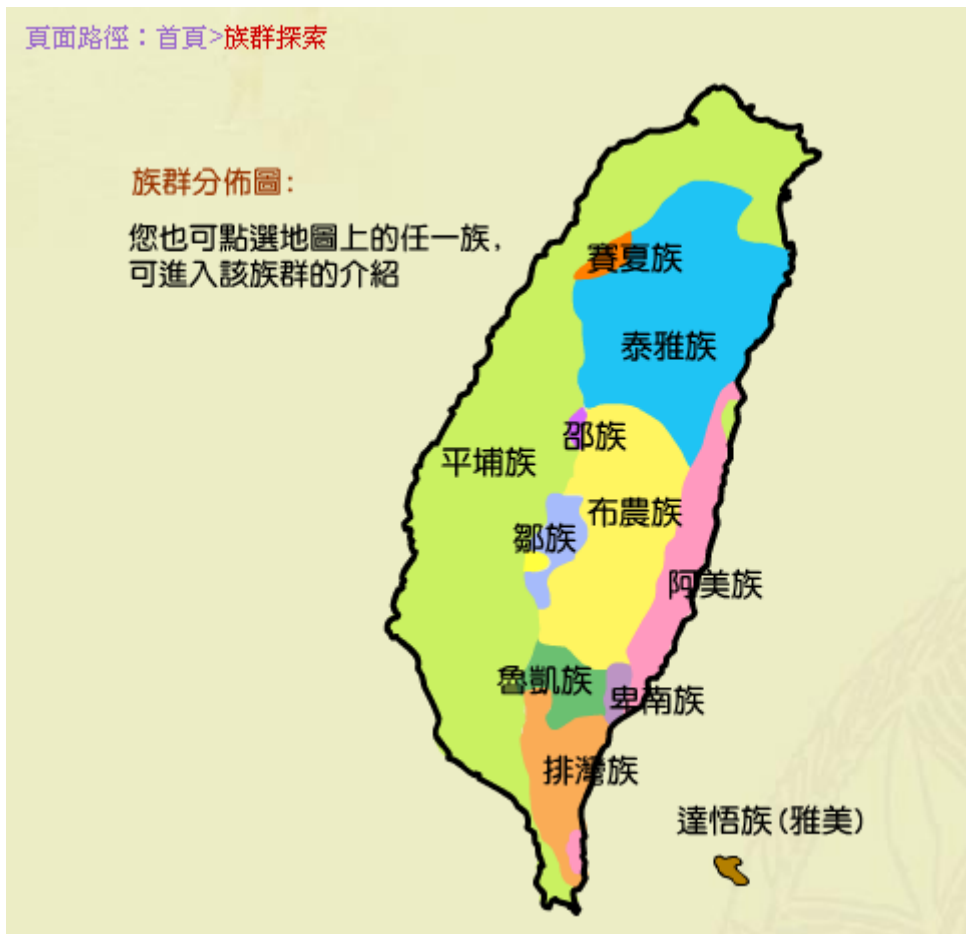 頁面路徑：首頁>族群探索
族群分佈圖：
您也可點選地圖上的任一族，
可進入該族群的介紹
賽夏族
泰雅族
邵族
平埔族
布農族
鄒族
阿美族
魯凱族
卑南族
排灣族
達悟族(雅美)